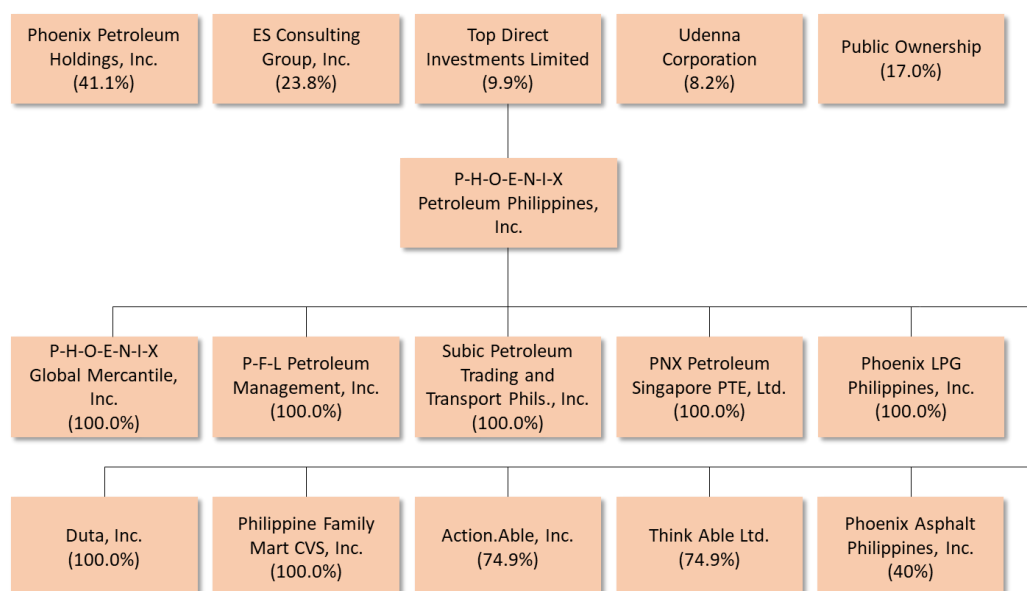 Phoenix Petroleum
Holdings, Inc.
(41.1%)
ES Consulting
Group, Inc.
(23.8%)
Top Direct
Investments Limited
(9.9%)
Udenna
Corporation
(8.2%)
Public Ownership
(17.0%)
P-H-O-E-N-I-X
Petroleum Philippines,
Inc.
P-H-O-E-N-I-X
Global Mercantile,
Inc.
(100.0%)
P-F-L Petroleum
Management, Inc.
(100.0%)
Subic Petroleum
Trading and
Transport Phils., Inc.
(100.0%)
PNX Petroleum
Singapore PTE, Ltd.
(100.0%)
Phoenix LPG
Philippines, Inc.
(100.0%)
Duta, Inc.
(100.0%)
Philippine Family
Mart CVS, Inc.
(100.0%)
Action.Able, Inc.
(74.9%)
Think Able Ltd.
(74.9%)
Phoenix Asphalt
Philippines, Inc.
(40%)